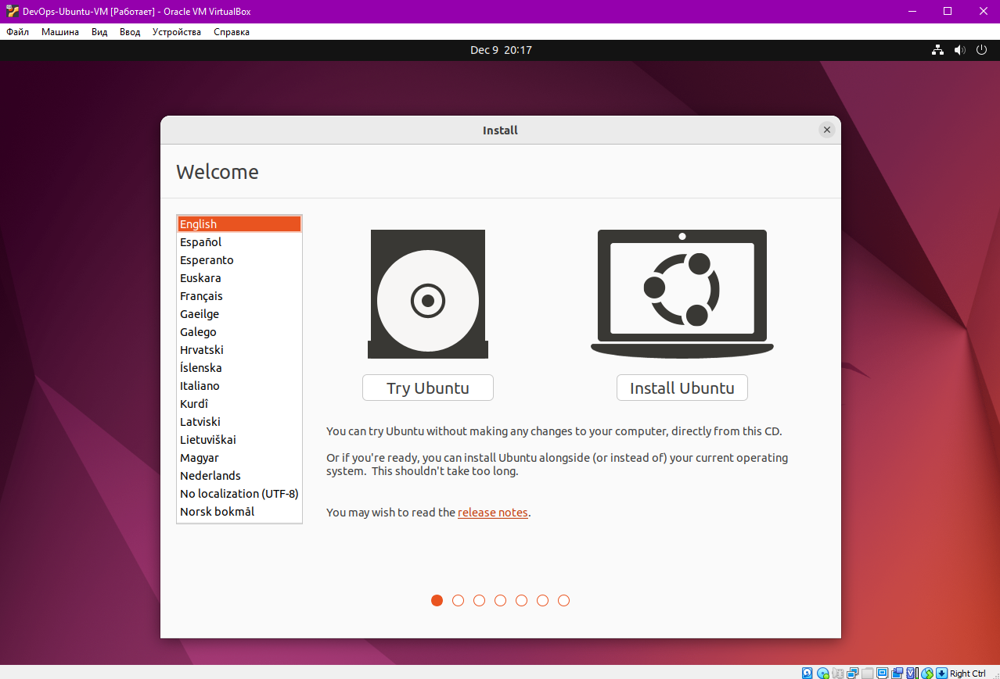 DevOps-Ubuntu-VM [Работает] - Oracle VM VirtualBox
Файл Машина Вид Ввод Устройства Справка
Dec 9 20:17
Install
Welcome
English
Español
Esperanto
Euskara
Français
Gaeilge
Galego
Hrvatski
Íslenska
Italiano
Kurdî
Latviski
Lietuviškai
Magyar
Nederlands
No localization (UTF-8)
Norsk bokmål
Try Ubuntu
Install Ubuntu
You can try Ubuntu without making any changes to your computer, directly from this CD.
Or if you're ready, you can install Ubuntu alongside (or instead of) your current operating
system. This shouldn't take too long.
You may wish to read the release notes.
Right Ctrl